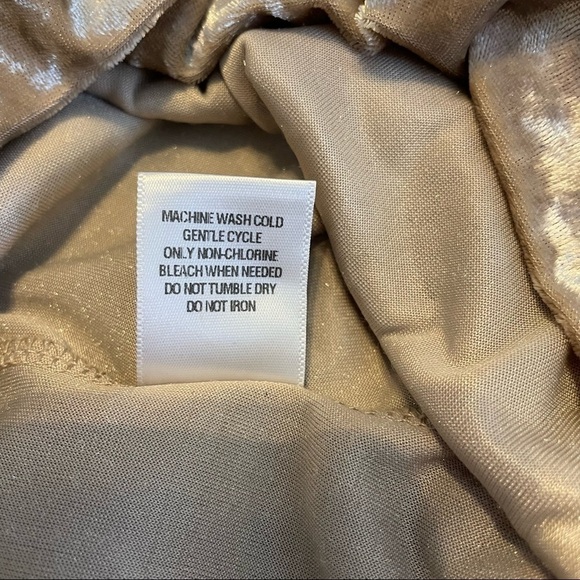 MACHINE WASH COLD
GENTLE CYCLE
ONLY NON-CHLORINE
BLEACH WHEN NEEDED
DO NOT TUMBLE DRY
DO NOT IRON